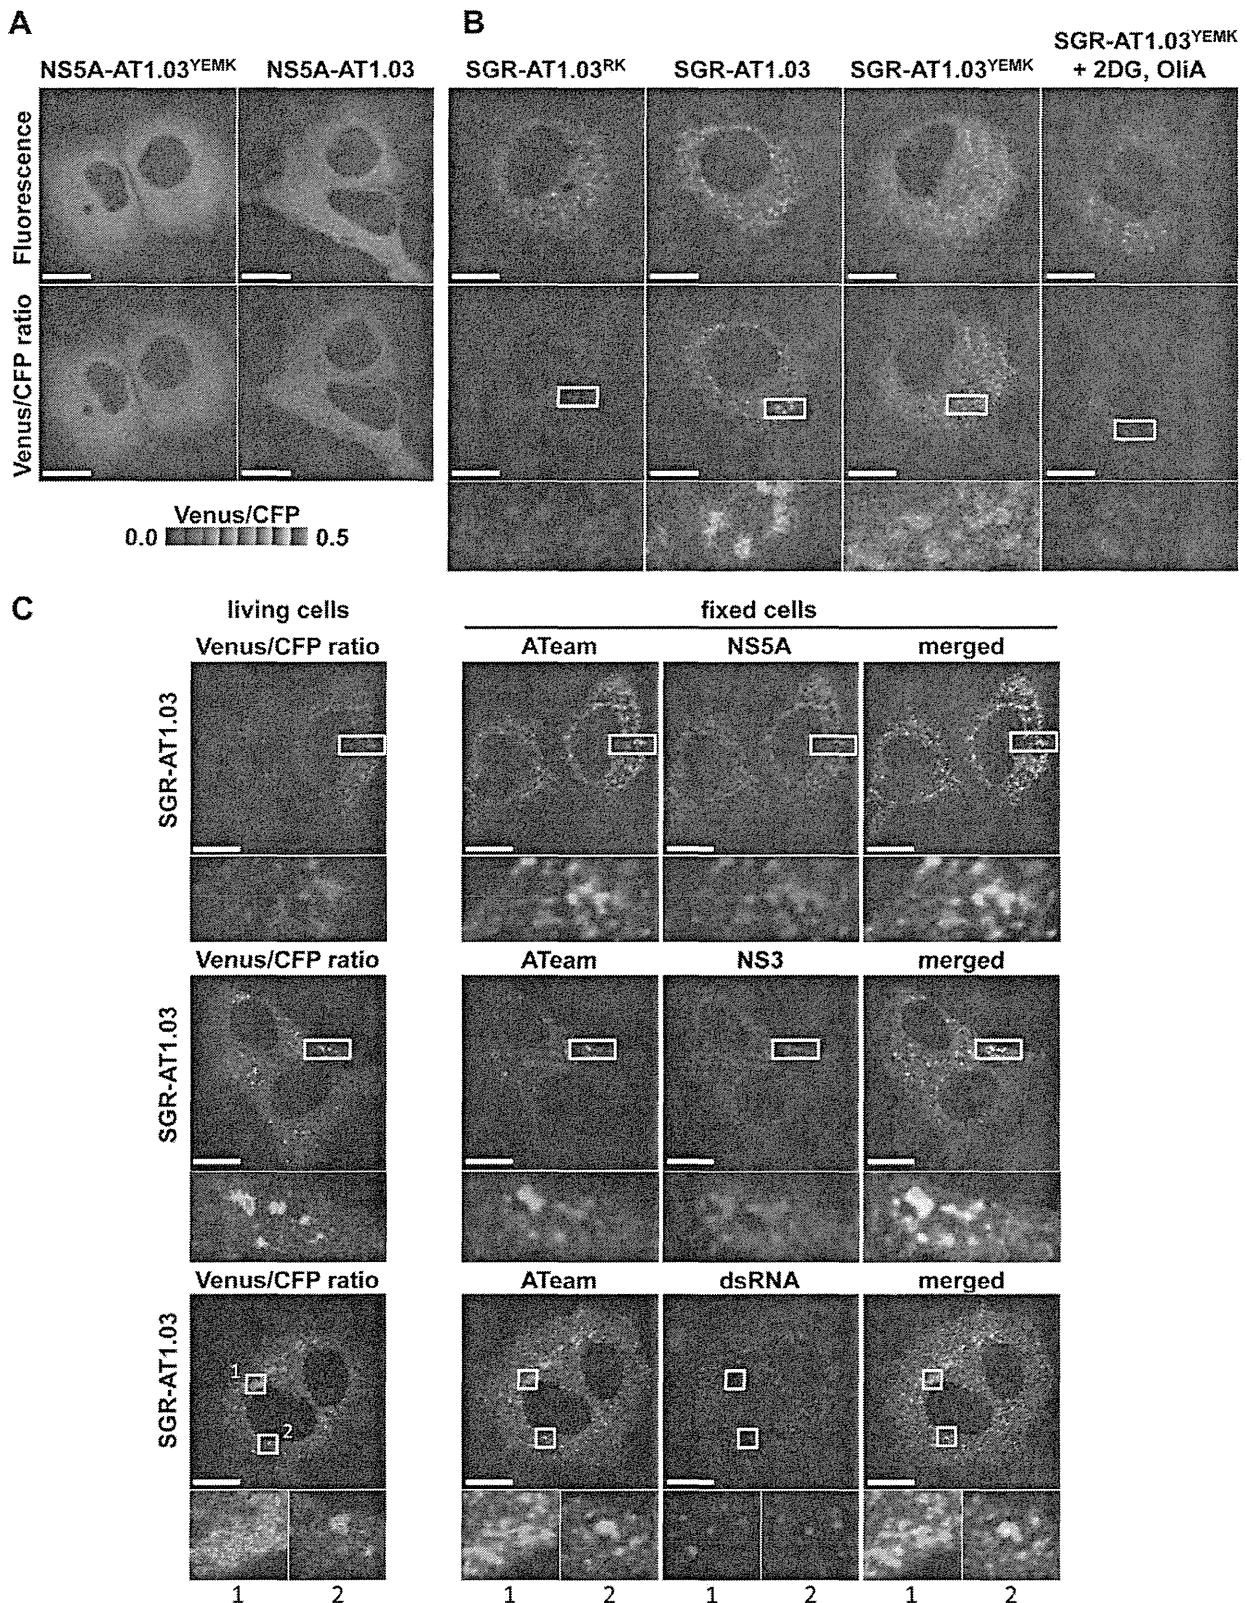 A
B
NS5A-AT1.03YEMK
NS5A-AT1.03
SGR-AT1.03RK
SGR-AT1.03
SGR-AT1.03YEMK
SGR-AT1.03YEMK
+ 2DG, OliA
Fluorescence
Venus/CFP ratio
Venus/CFP
0.0
0.5
C
living cells
fixed cells
Venus/CFP ratio
ATeam
NS5A
merged
SGR-AT1.03
Venus/CFP ratio
ATeam
NS3
merged
SGR-AT1.03
Venus/CFP ratio
ATeam
dsRNA
merged
SGR-AT1.03
1
2
1
2
1
2
1
2
1
2